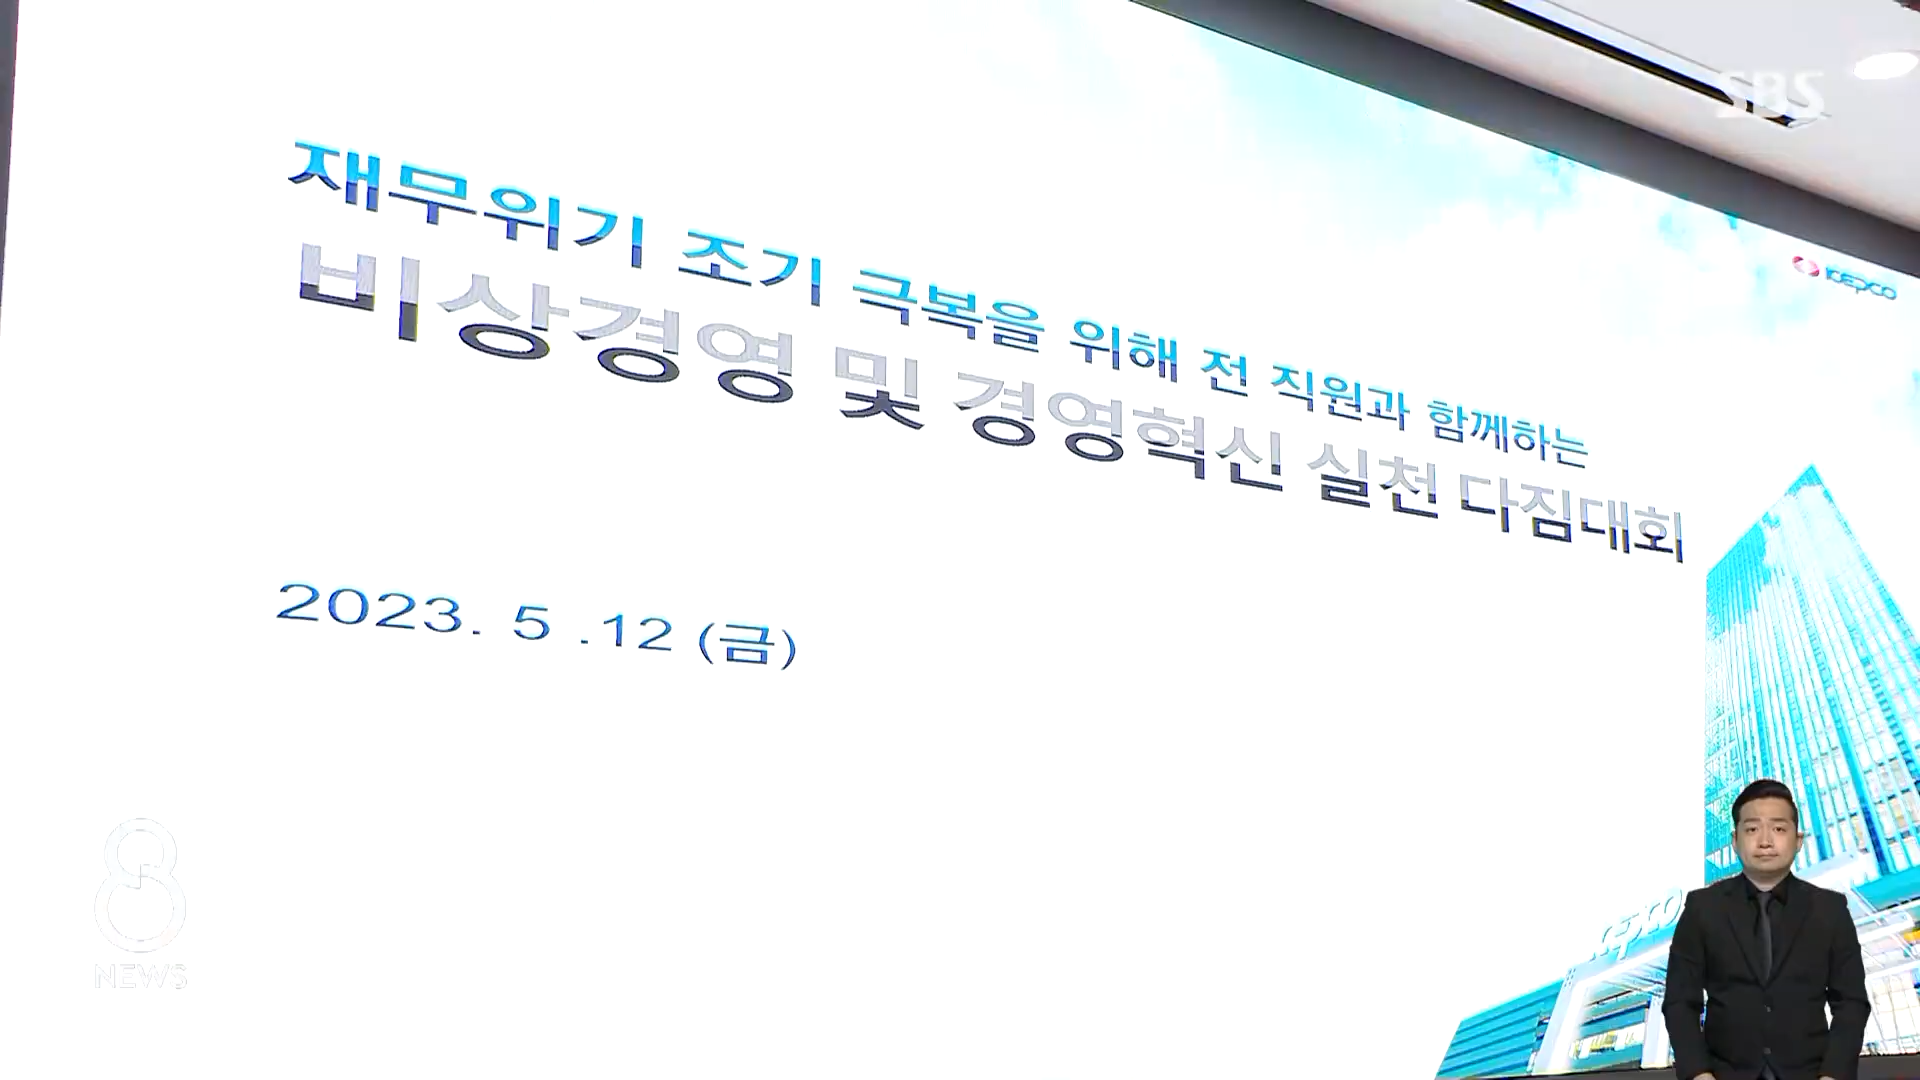 SBS
kepco
재무위기 조기 극복을 위해 전 직원과 함께하는
비상경영 및 경영혁신 실천 다짐대회
2023. 5 .12 (금)
KEPCO
8
NEWS